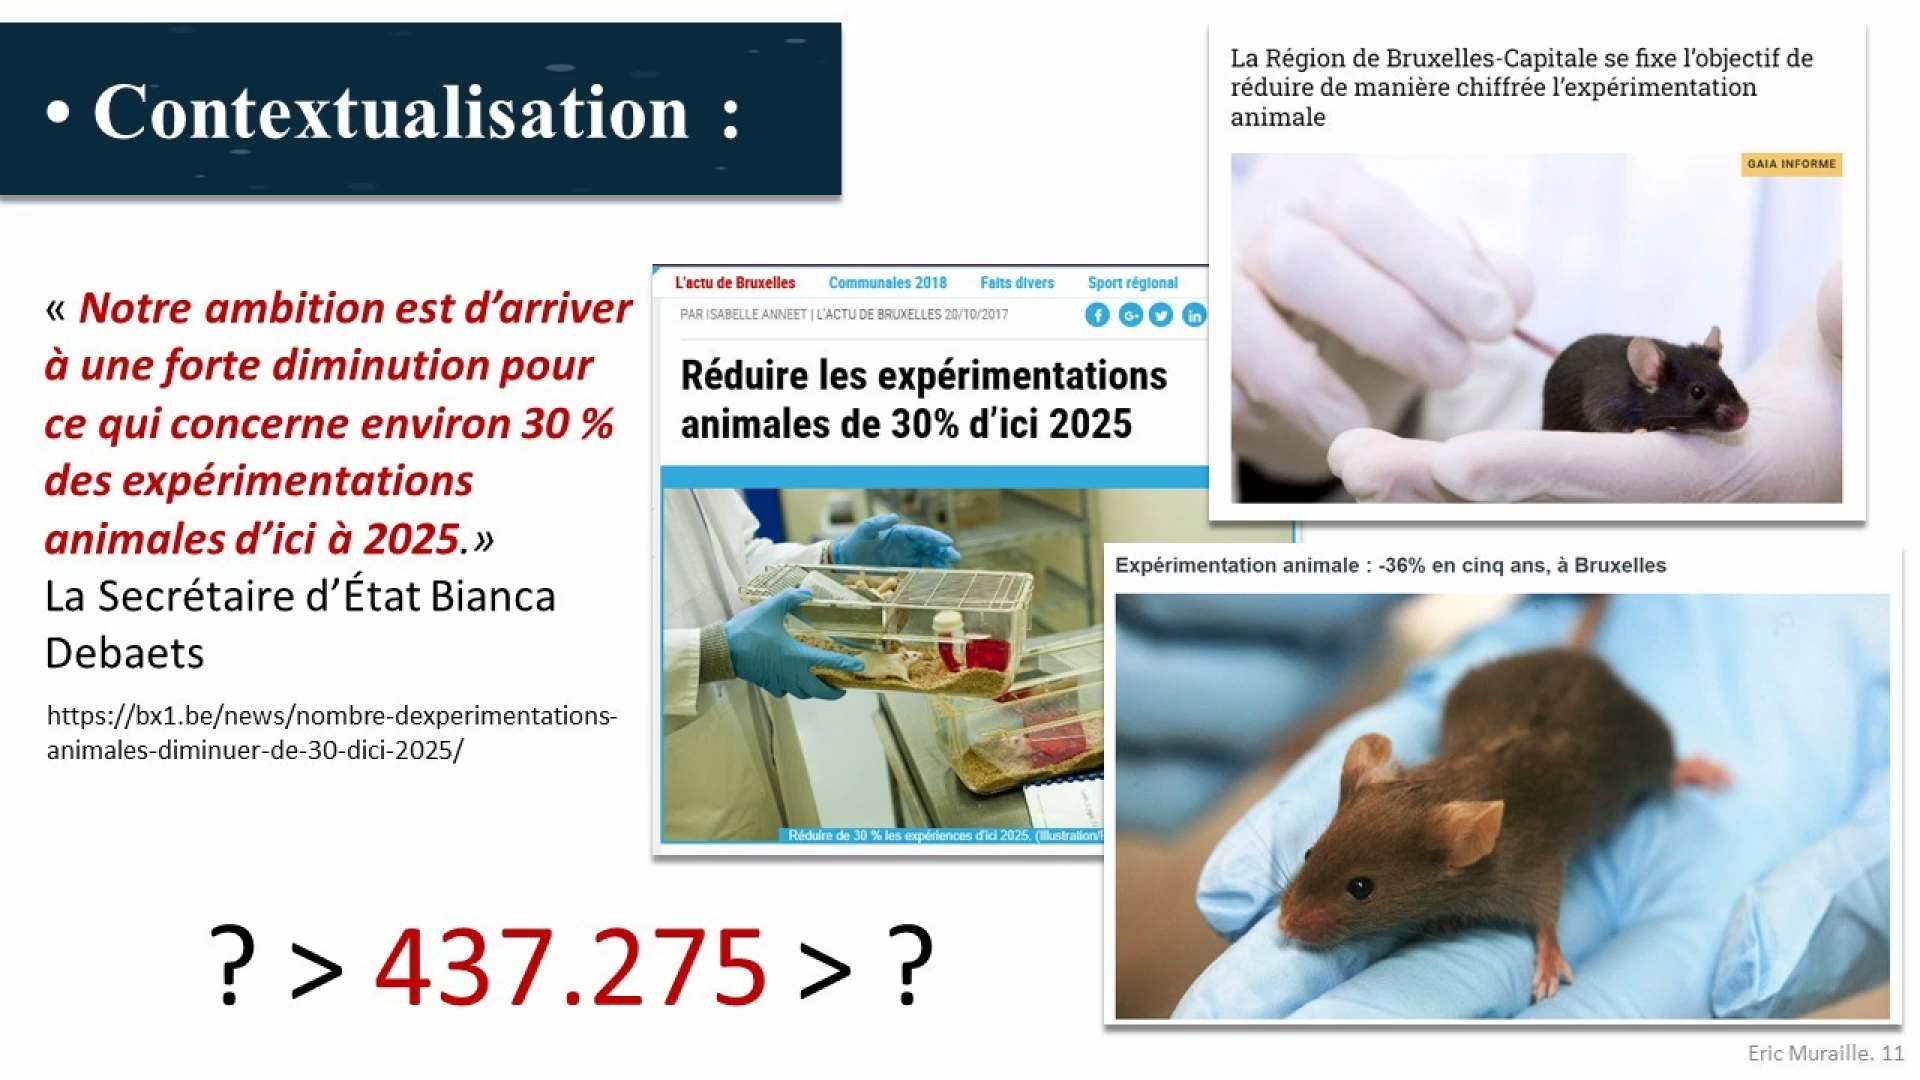 • Contextualisation :
« Notre ambition est d’arriver
à une forte diminution pour
ce qui concerne environ 30 %
des expérimentations
animales d’ici à 2025.»
La Secrétaire d’État Bianca
Debaets
https://bx1.be/news/nombre-dexperimentations-
animales-diminuer-de-30-dici-2025/
? > 437.275 > ?
L'actu de Bruxelles Communales 2018 Faits divers Sport régional
PAR ISABELLE ANNEET | L'ACTU DE BRUXELLES 20/10/2017
Réduire les expérimentations
animales de 30% d’ici 2025
Réduire de 30 % les expériences d'ici 2025. (Illustration/
La Région de Bruxelles-Capitale se fixe l’objectif de
réduire de manière chiffrée l’expérimentation
animale
GAIA INFORME
Expérimentation animale : -36% en cinq ans, à Bruxelles
Eric Muraille. 11